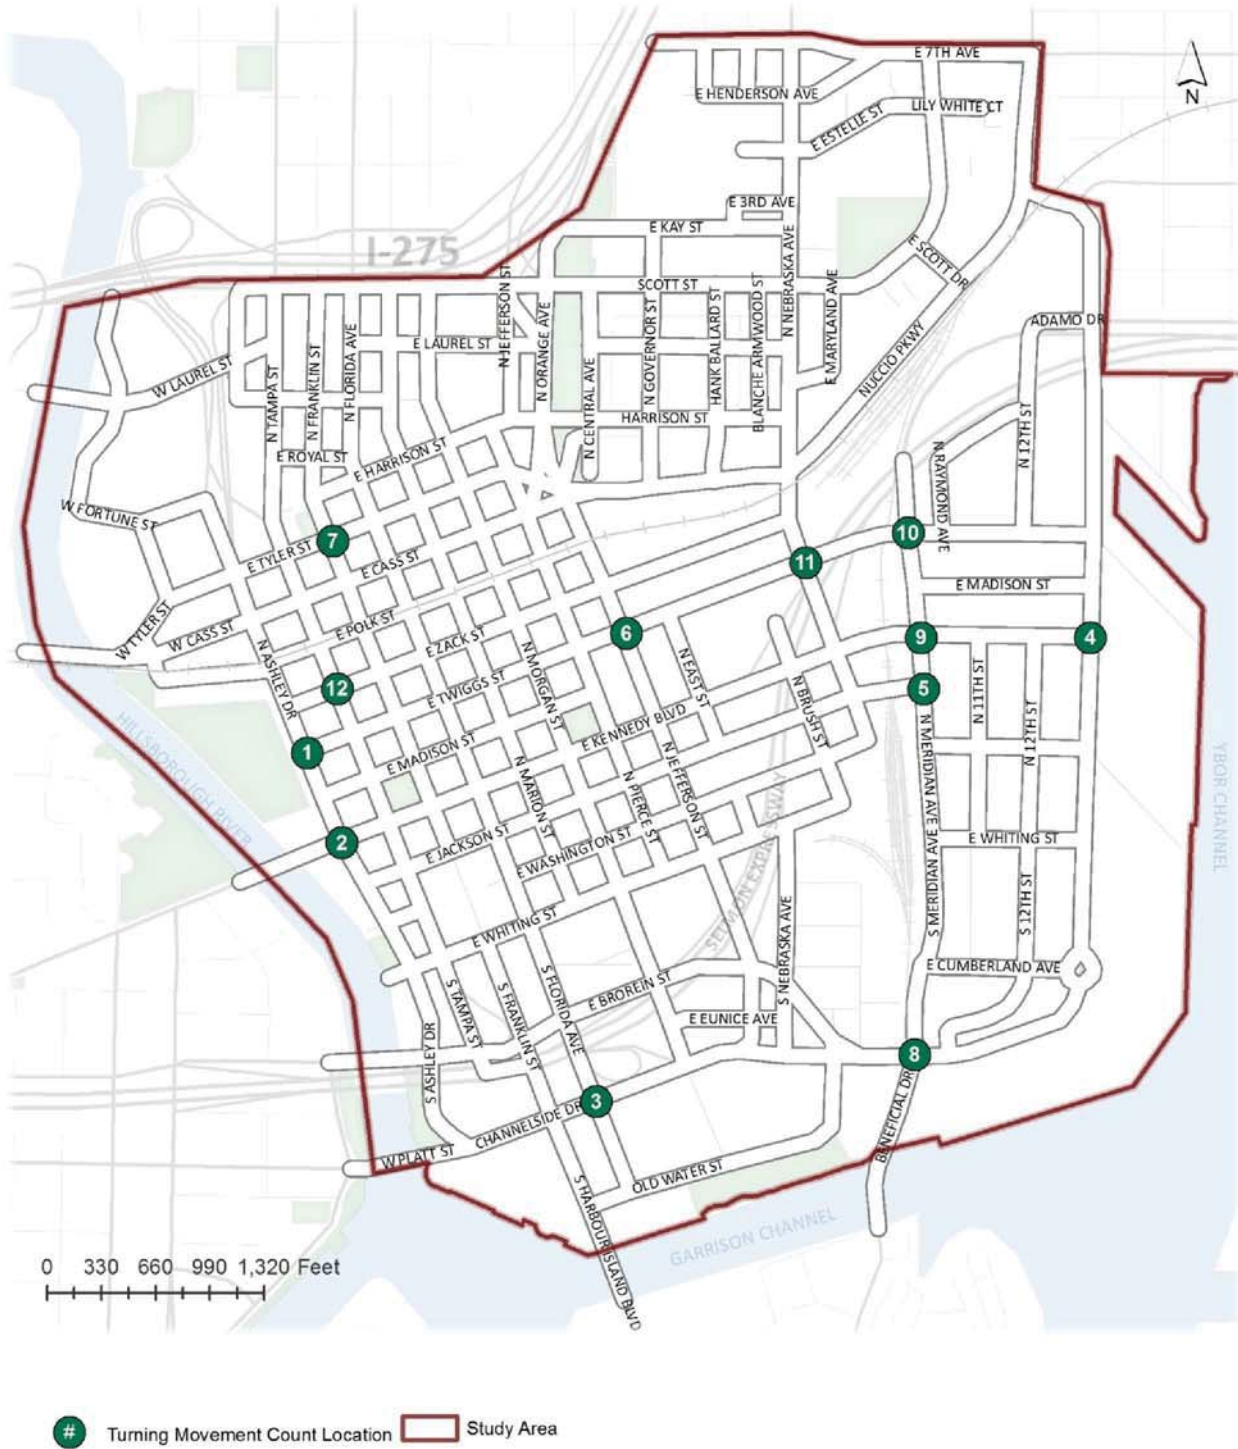 E 7TH AVE
N
E HENDERSON AVE
LILY WHITE CT
E ESTELLE ST
E 3RD AVE
E KAY ST
I-275
N NEBRASKA AVE
E SCOTT DR
SCOTT ST
N JEFFERSON ST
N ORANGE AVE
N GOVERNOR ST
HANK BALLARD ST
BLANCHE ARMWOOD ST
E MARYLAND AVE
ADAMO DR
N FLORIDA AVE
E LAUREL ST
NUCCIO PKWY
W LAUREL ST
N FRANKLIN ST
N TAMPA ST
N CENTRAL AVE
HARRISON ST
N 12TH ST
E ROYAL ST
E HARRISON ST
N RAYMOND AVE
W FORTUNE ST
7
10
E TYLER ST
E CASS ST
11
E MADISON ST
W TYLER ST
W CASS ST
E POLK ST
E ZACK ST
6
9
4
N ASHLEY DR
N MORGAN ST
N EAST ST
12
E TWIGGS ST
5
N 11TH ST
N BRUSH ST
N 12TH ST
HILLSBOROUGH RIVER
1
E MADISON ST
E KENNEDY BLVD
N MERIDIAN AVE
YBOR CHANNEL
N MARION ST
N PIERCE ST
N JEFFERSON ST
SELMON EXPRESSWAY
2
E JACKSON ST
E WASHINGTON ST
E WHITING ST
S MERIDIAN AVE
S 12TH ST
E WHITING ST
S NEBRASKA AVE
E CUMBERLAND AVE
S TAMPA ST
S FRANKLIN ST
S FLORIDA AVE
E BROREIN ST
E EUNICE AVE
S ASHLEY DR
8
3
CHANNELSIDE DR
BENEFICIAL DR
W PLATT ST
OLD WATER ST
S HARBOUR ISLAND BLVD
GARRISON CHANNEL
0 330 660 990 1,320 Feet
# Turning Movement Count Location
Study Area